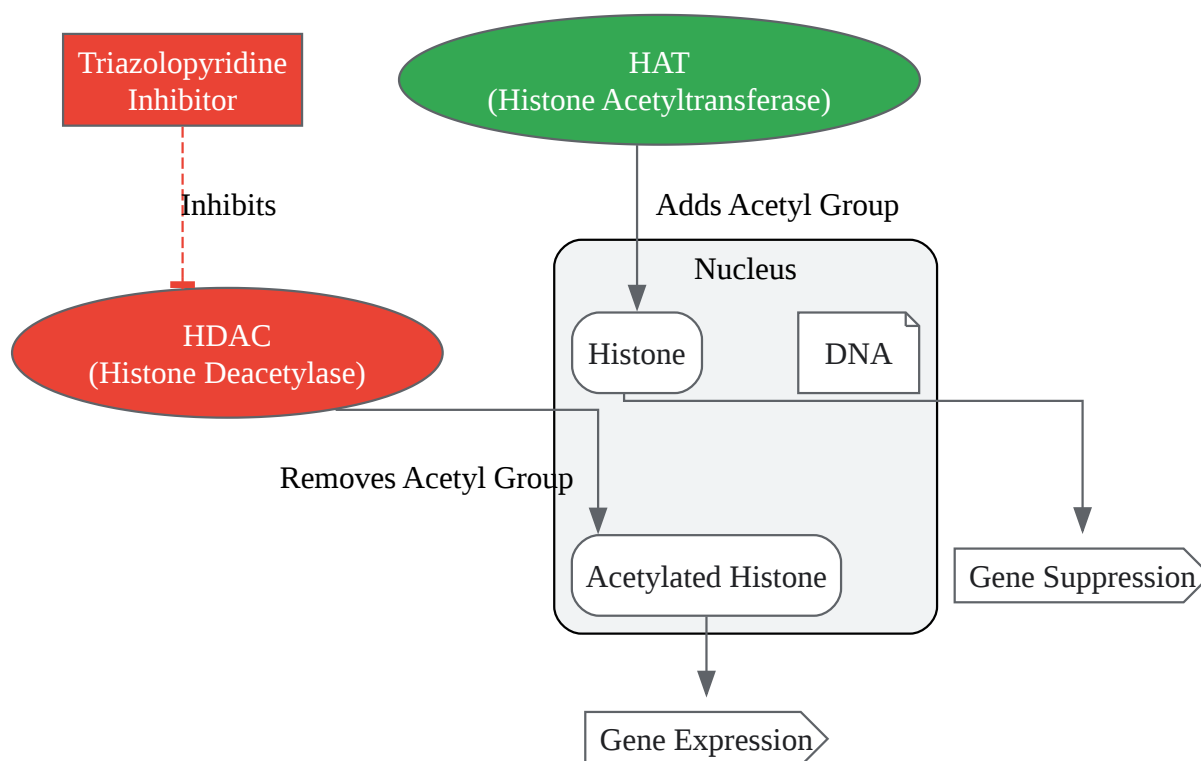 Triazolopyridine
Inhibitor
HAT
(Histone Acetyltransferase)
Inhibits
Adds Acetyl Group
Nucleus
HDAC
(Histone Deacetylase)
Histone
DNA
Removes Acetyl Group
Acetylated Histone
Gene Suppression
Gene Expression